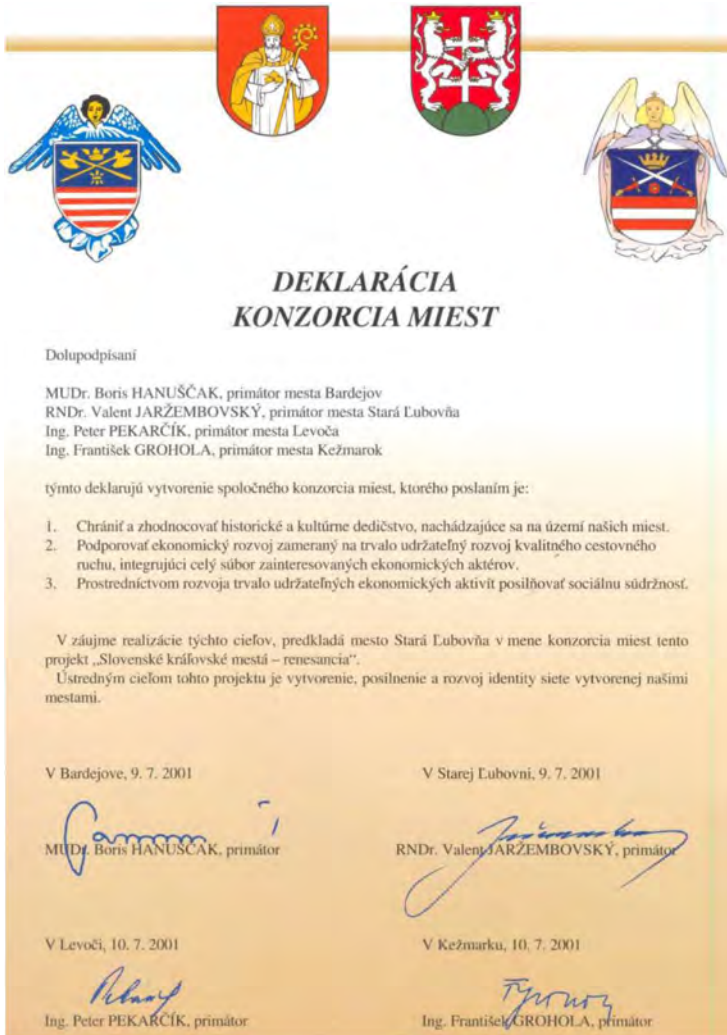 DEKLARÁCIA
KONZORCIA MIEST
Dolupodpísaní
MUDr. Boris HANUŠČAK, primátor mesta Bardejov
RNDr. Valent JARŽEMBOVSKÝ, primátor mesta Stará Ľubovňa
Ing. Peter PEKARČÍK, primátor mesta Levoča
Ing. František GROHOLA, primátor mesta Kežmarok
týmto deklarujú vytvorenie spoločného konzorcia miest, ktorého poslaním je:
1. Chrániť a zhodnocovať historické a kultúrne dedičstvo, nachádzajúce sa na území našich miest.
2. Podporovať ekonomický rozvoj zameraný na trvalo udržateľný rozvoj kvalitného cestovného
ruchu, integrujúci celý súbor zainteresovaných ekonomických aktérov.
3. Prostredníctvom rozvoja trvalo udržateľných ekonomických aktivít posilňovať sociálnu súdržnosť.
V záujme realizácie týchto cieľov, predkladá mesto Stará Ľubovňa v mene konzorcia miest tento
projekt „Slovenské kráľovské mestá – renesancia“.
Ústredným cieľom tohto projektu je vytvorenie, posilnenie a rozvoj identity siete vytvorenej našimi
mestami.
V Bardejove, 9. 7. 2001
V Starej Ľubovni, 9. 7. 2001
MUDr. Boris HANUŠČAK, primátor
RNDr. Valent JARŽEMBOVSKÝ, primátor
V Levoči, 10. 7. 2001
V Kežmarku, 10. 7. 2001
Ing. Peter PEKARČÍK, primátor
Ing. František GROHOLA, primátor